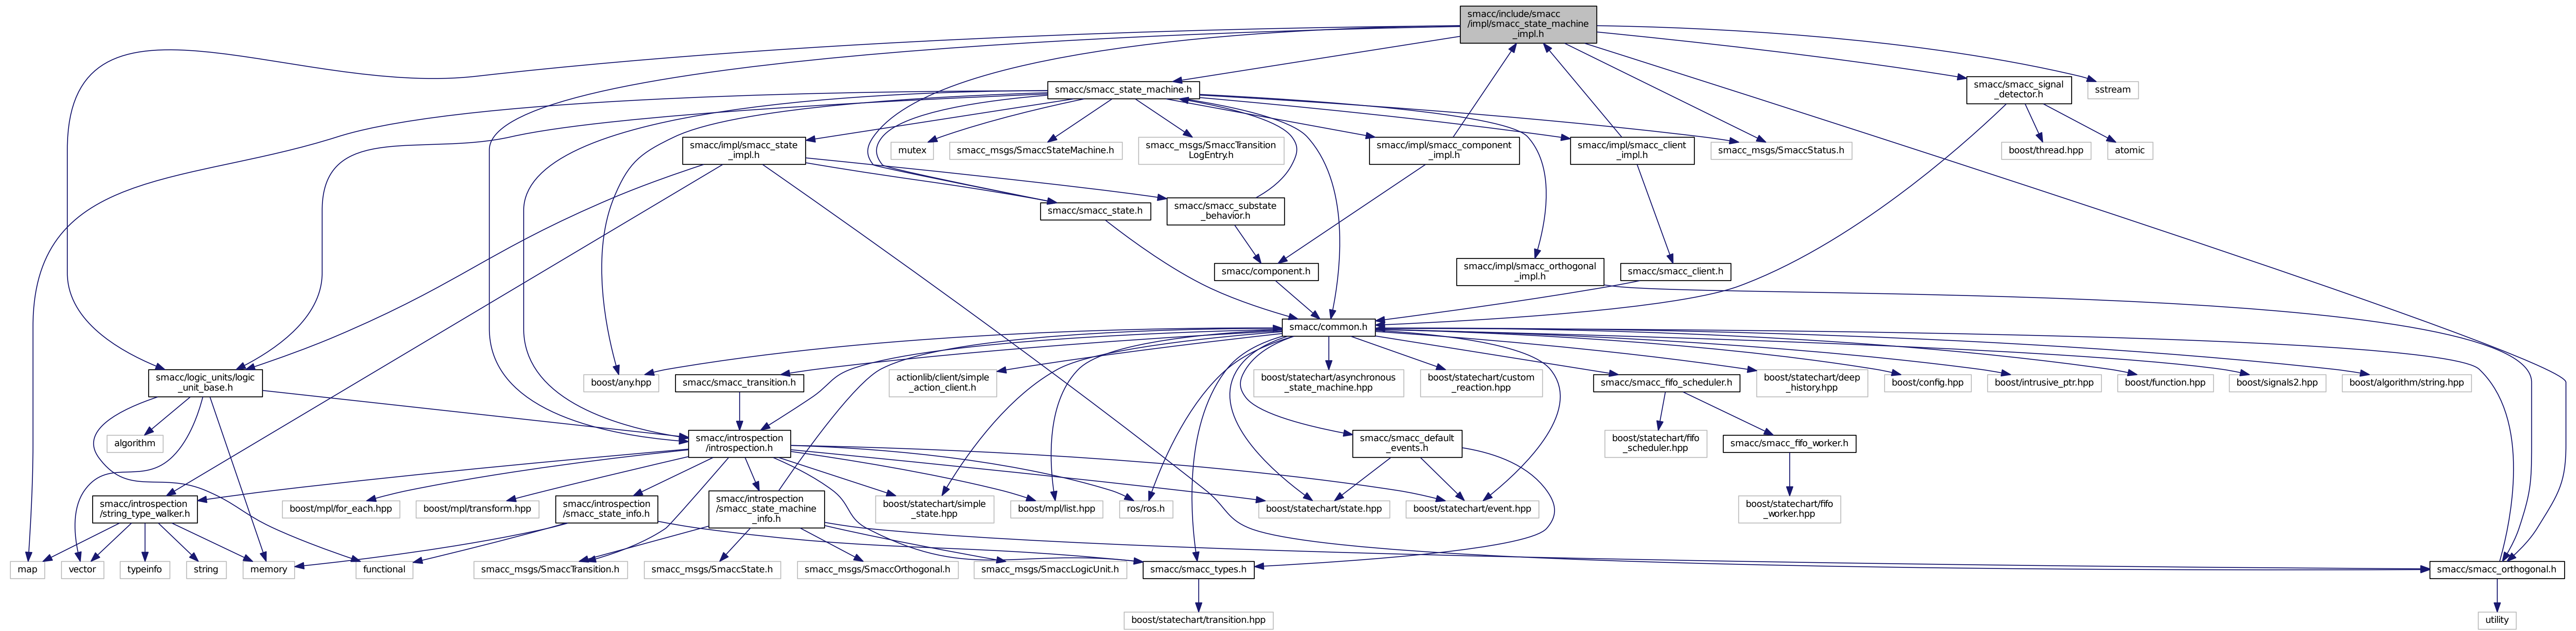 smacc/include/smacc
/impl/smacc_state_machine
_impl.h
smacc/smacc_state_machine.h
smacc/smacc_signal
_detector.h
sstream
smacc/impl/smacc_state
_impl.h
mutex
smacc_msgs/SmaccStateMachine.h
smacc_msgs/SmaccTransition
LogEntry.h
smacc/impl/smacc_component
_impl.h
smacc/impl/smacc_client
_impl.h
smacc_msgs/SmaccStatus.h
boost/thread.hpp
atomic
smacc/smacc_state.h
smacc/smacc_substate
_behavior.h
smacc/component.h
smacc/impl/smacc_orthogonal
_impl.h
smacc/smacc_client.h
smacc/common.h
smacc/logic_units/logic
_unit_base.h
boost/any.hpp
smacc/smacc_transition.h
actionlib/client/simple
_action_client.h
boost/statechart/asynchronous
_state_machine.hpp
boost/statechart/custom
_reaction.hpp
smacc/smacc_fifo_scheduler.h
boost/statechart/deep
_history.hpp
boost/config.hpp
boost/intrusive_ptr.hpp
boost/function.hpp
boost/signals2.hpp
boost/algorithm/string.hpp
algorithm
smacc/introspection
/introspection.h
smacc/smacc_default
_events.h
boost/statechart/fifo
_scheduler.hpp
smacc/smacc_fifo_worker.h
smacc/introspection
/string_type_walker.h
boost/mpl/for_each.hpp
boost/mpl/transform.hpp
smacc/introspection
/smacc_state_info.h
smacc/introspection
/smacc_state_machine
_info.h
boost/statechart/simple
_state.hpp
boost/mpl/list.hpp
ros/ros.h
boost/statechart/state.hpp
boost/statechart/event.hpp
boost/statechart/fifo
_worker.hpp
map
vector
typeinfo
string
memory
functional
smacc_msgs/SmaccTransition.h
smacc_msgs/SmaccState.h
smacc_msgs/SmaccOrthogonal.h
smacc_msgs/SmaccLogicUnit.h
smacc/smacc_types.h
smacc/smacc_orthogonal.h
boost/statechart/transition.hpp
utility